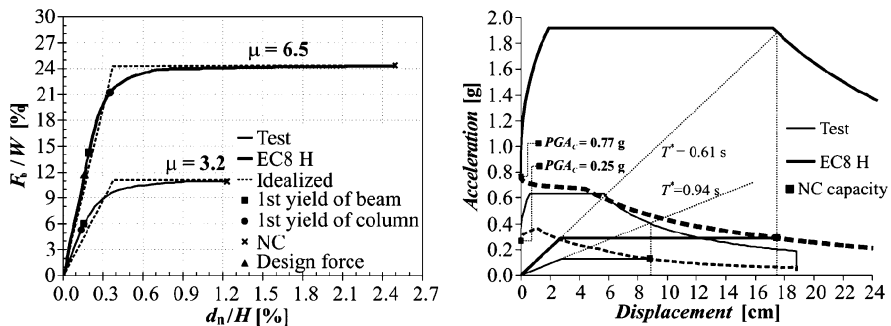 30
27
24
21
18
15
12
9
6
3
0
F_b / W [%]
0.0 0.3 0.6 0.9 1.2 1.5 1.8 2.1 2.4 2.7
d_n/H [%]
μ = 6.5
μ = 3.2
Test
EC8 H
Idealized
1st yield of beam
1st yield of column
NC
Design force
2.0
1.8
1.6
1.4
1.2
1.0
0.8
0.6
0.4
0.2
0.0
Acceleration [g]
0 2 4 6 8 10 12 14 16 18 20 22 24
Displacement [cm]
PGA_C = 0.77 g
PGA_C = 0.25 g
T* = 0.61 s
T*=0.94 s
Test
EC8 H
NC capacity